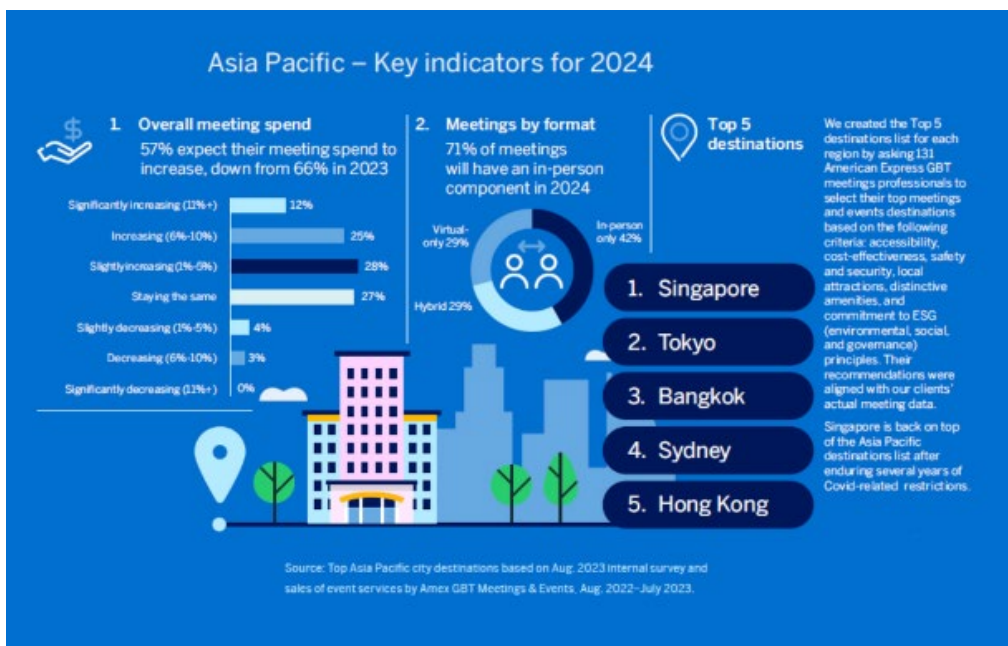 Asia Pacific – Key indicators for 2024
1. Overall meeting spend
57% expect their meeting spend to
increase, down from 66% in 2023
Significantly increasing (11%+) 12%
Increasing (6%-10%) 25%
Slightly increasing (1%-5%) 28%
Staying the same 27%
Slightly decreasing (1%-5%) 4%
Decreasing (6%-10%) 3%
Significantly decreasing (11%+) 0%
2. Meetings by format
71% of meetings
will have an in-person
component in 2024
Virtual-
only 29%
In-person
only 42%
Hybrid 29%
Top 5
destinations
1. Singapore
2. Tokyo
3. Bangkok
4. Sydney
5. Hong Kong
We created the Top 5
destinations list for each
region by asking 131
American Express GBT
meetings professionals to
select their top meetings
and events destinations
based on the following
criteria: accessibility,
cost-effectiveness, safety
and security, local
attractions, distinctive
amenities, and
commitment to ESG
(environmental, social,
and governance)
principles. Their
recommendations were
aligned with our clients'
actual meeting data.
Singapore is back on top
of the Asia Pacific
destinations list after
enduring several years of
Covid-related restrictions.
Source: Top Asia Pacific city destinations based on Aug. 2023 internal survey and
sales of event services by Amex GBT Meetings & Events, Aug. 2022–July 2023.